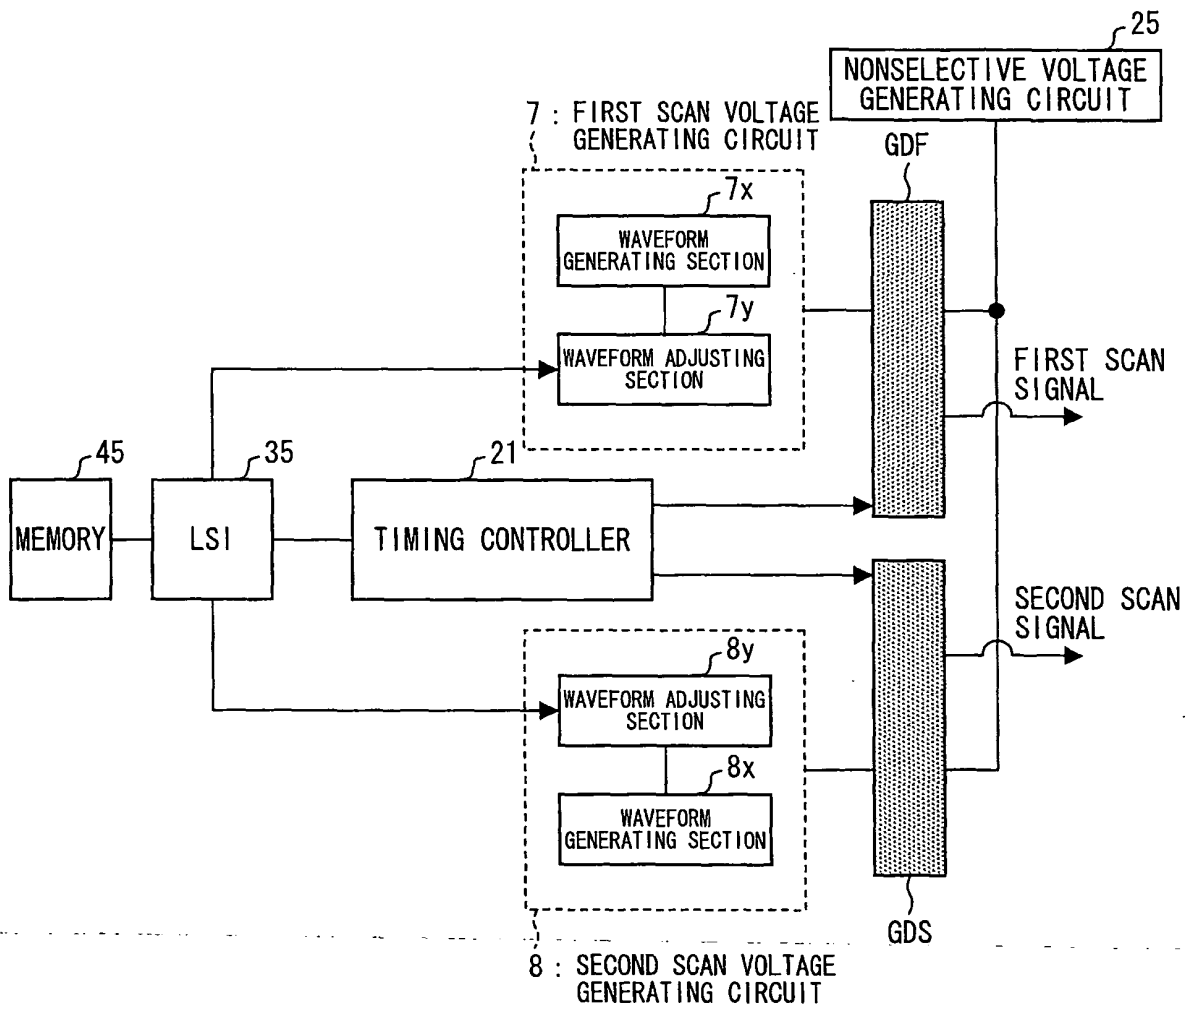 25
NONSELECTIVE VOLTAGE
GENERATING CIRCUIT
7 : FIRST SCAN VOLTAGE
GENERATING CIRCUIT
GDF
7x
WAVEFORM
GENERATING SECTION
7y
WAVEFORM ADJUSTING
SECTION
FIRST SCAN
SIGNAL
45
35
21
MEMORY
LSI
TIMING CONTROLLER
SECOND SCAN
SIGNAL
8y
WAVEFORM ADJUSTING
SECTION
8x
WAVEFORM
GENERATING SECTION
GDS
8 : SECOND SCAN VOLTAGE
GENERATING CIRCUIT